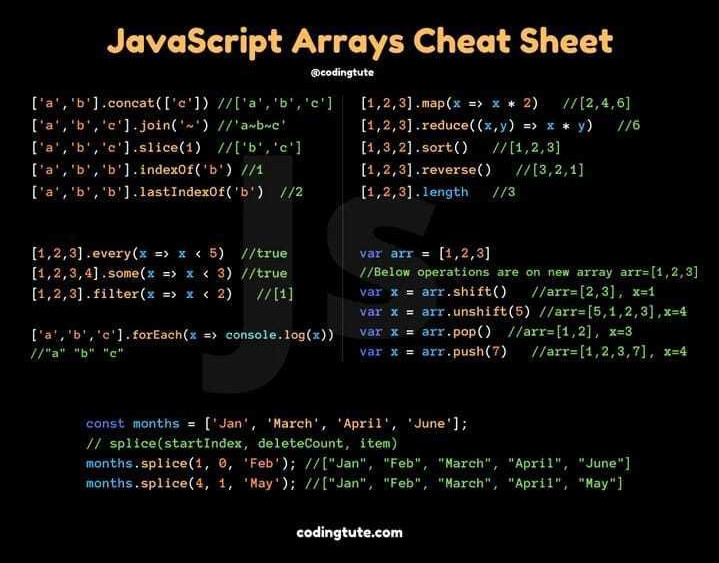 JavaScript Arrays Cheat Sheet
@codingtute
['a','b'].concat(['c']) //['a','b','c']
['a','b','c'].join('~') //'a~b~c'
['a','b','c'].slice(1) //['b','c']
['a','b','b'].indexOf('b') //1
['a','b','b'].lastIndexOf('b') //2
[1,2,3].map(x => x * 2) //[2,4,6]
[1,2,3].reduce((x,y) => x * y) //6
[1,3,2].sort() //[1,2,3]
[1,2,3].reverse() //[3,2,1]
[1,2,3].length //3
[1,2,3].every(x => x < 5) //true
[1,2,3,4].some(x => x < 3) //true
[1,2,3].filter(x => x < 2) //[1]
['a','b','c'].forEach(x => console.log(x))
//"a" "b" "c"
var arr = [1,2,3]
//Below operations are on new array arr=[1,2,3]
var x = arr.shift() //arr=[2,3], x=1
var x = arr.unshift(5) //arr=[5,1,2,3],x=4
var x = arr.pop() //arr=[1,2], x=3
var x = arr.push(7) //arr=[1,2,3,7], x=4
Js
const months = ['Jan', 'March', 'April', 'June'];
// splice(startIndex, deleteCount, item)
months.splice(1, 0, 'Feb'); //["Jan", "Feb", "March", "April", "June"]
months.splice(4, 1, 'May'); //["Jan", "Feb", "March", "April", "May"]
codingtute.com